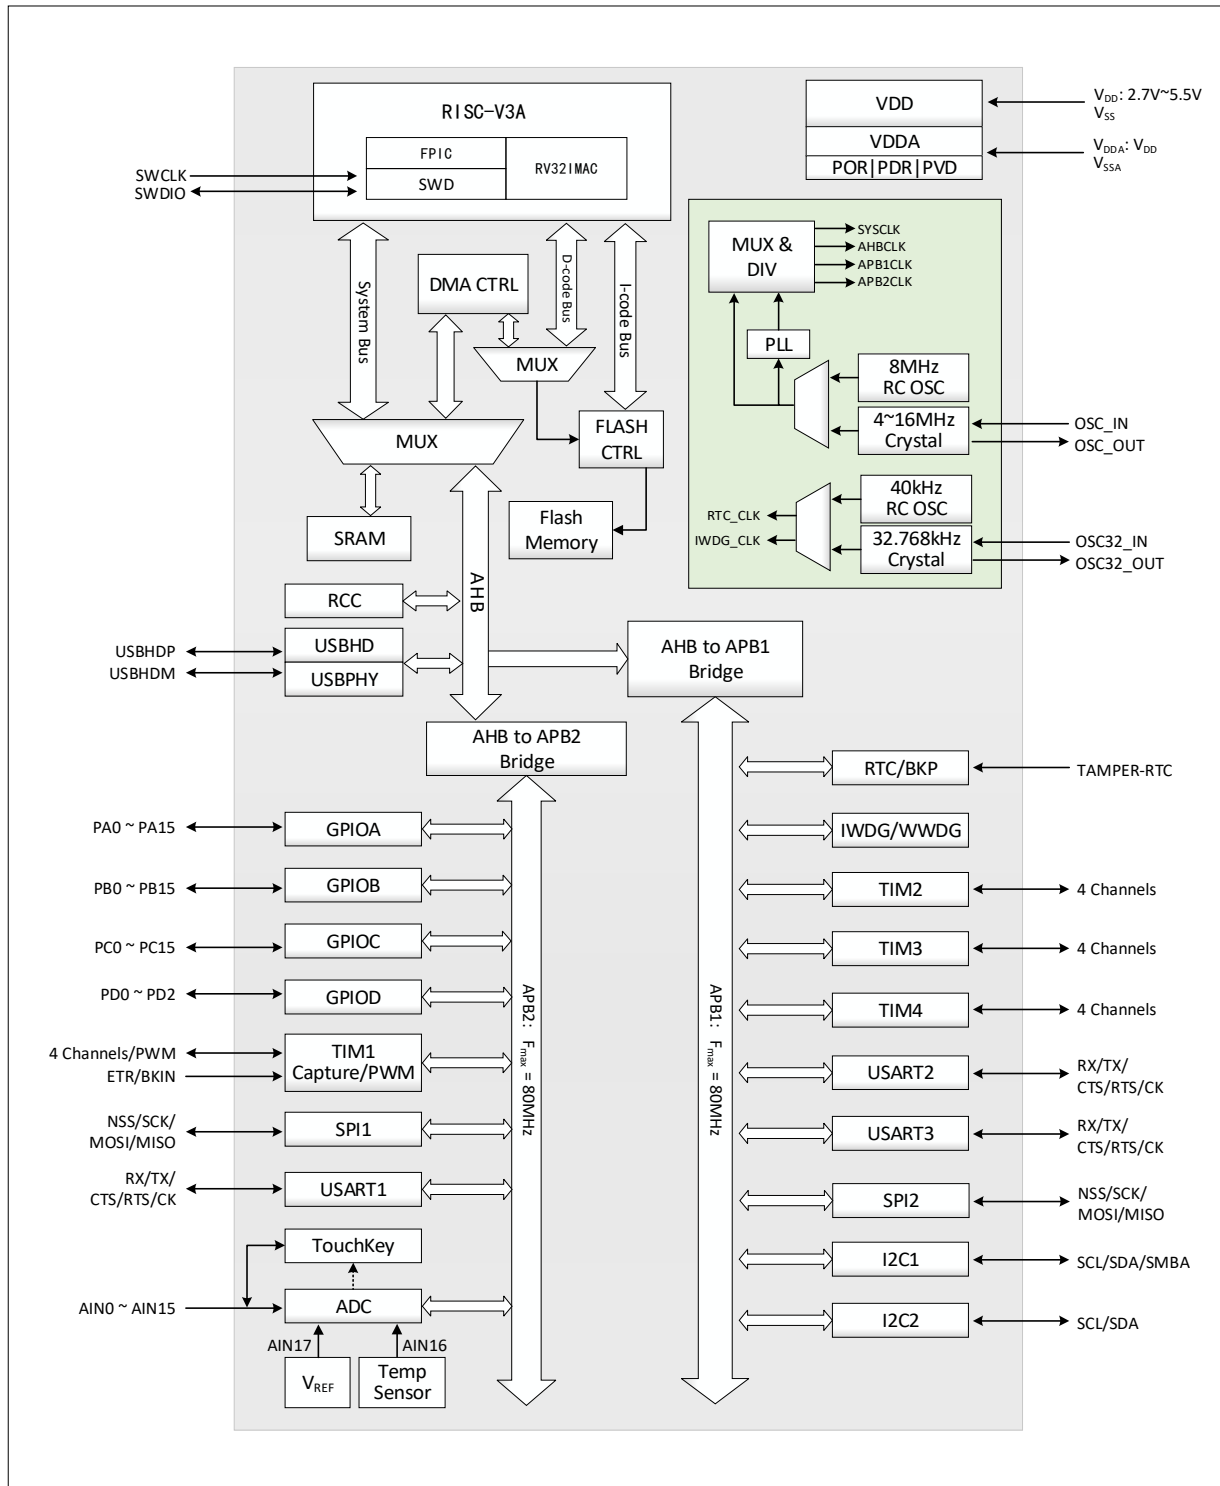 RISC-V3A
FPIC
SWD
RV32IMAC
SWCLK
SWDIO
VDD
VDDA
POR|PDR|PVD
VDD: 2.7V~5.5V
VSS
VDDA: VDD
VSSA
System Bus
DMA CTRL
D-code Bus
I-code Bus
MUX
MUX
FLASH
CTRL
SRAM
Flash
Memory
MUX &
DIV
SYSCLK
AHBCLK
APB1CLK
APB2CLK
PLL
8MHz
RC OSC
4~16MHz
Crystal
OSC_IN
OSC_OUT
40kHz
RC OSC
32.768kHz
Crystal
RTC_CLK
IWDG_CLK
OSC32_IN
OSC32_OUT
AHB
RCC
USBHD
USBPHY
USBHDP
USBHDM
AHB to APB1
Bridge
AHB to APB2
Bridge
PA0 ~ PA15
GPIOA
PB0 ~ PB15
GPIOB
PC0 ~ PC15
GPIOC
PD0 ~ PD2
GPIOD
4 Channels/PWM
ETR/BKIN
TIM1
Capture/PWM
NSS/SCK/
MOSI/MISO
SPI1
RX/TX/
CTS/RTS/CK
USART1
TouchKey
AIN0 ~ AIN15
ADC
AIN17
AIN16
VREF
Temp
Sensor
APB2: Fmax = 80MHz
APB1: Fmax = 80MHz
RTC/BKP
TAMPER-RTC
IWDG/WWDG
TIM2
4 Channels
TIM3
4 Channels
TIM4
4 Channels
USART2
RX/TX/
CTS/RTS/CK
USART3
RX/TX/
CTS/RTS/CK
SPI2
NSS/SCK/
MOSI/MISO
I2C1
SCL/SDA/SMBA
I2C2
SCL/SDA